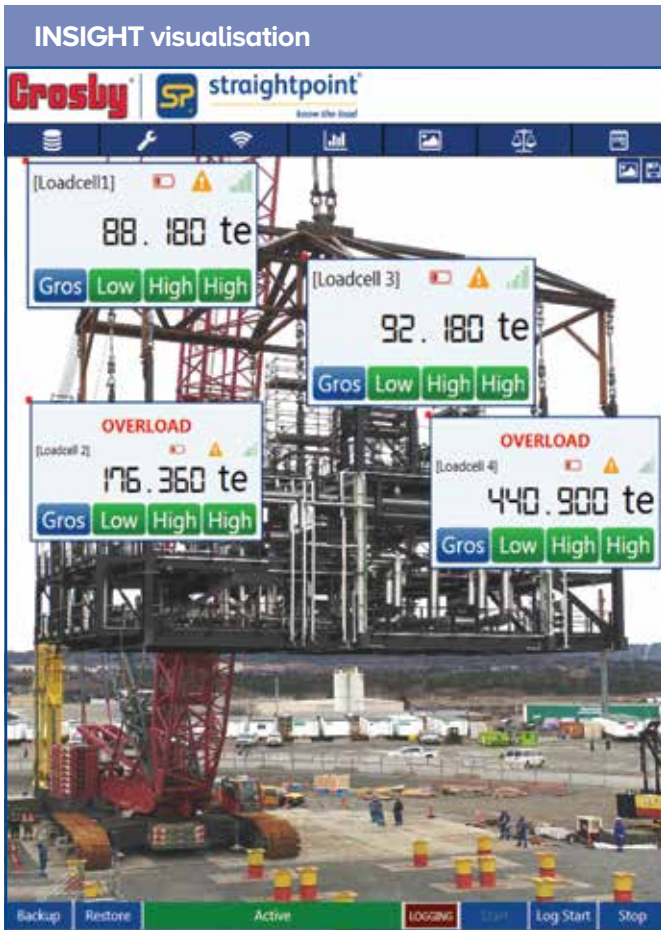 INSIGHT visualisation
Crosby straightpoint
SP know the load
[Loadcell1]
88.180 te
Gros Low High High
[Loadcell 3]
92.180 te
Gros Low High High
OVERLOAD
[Loadcell 2]
176.360 te
Gros Low High High
OVERLOAD
[Loadcell 4]
440.900 te
Gros Low High High
Backup Restore Active LOGGING Start Log Start Stop